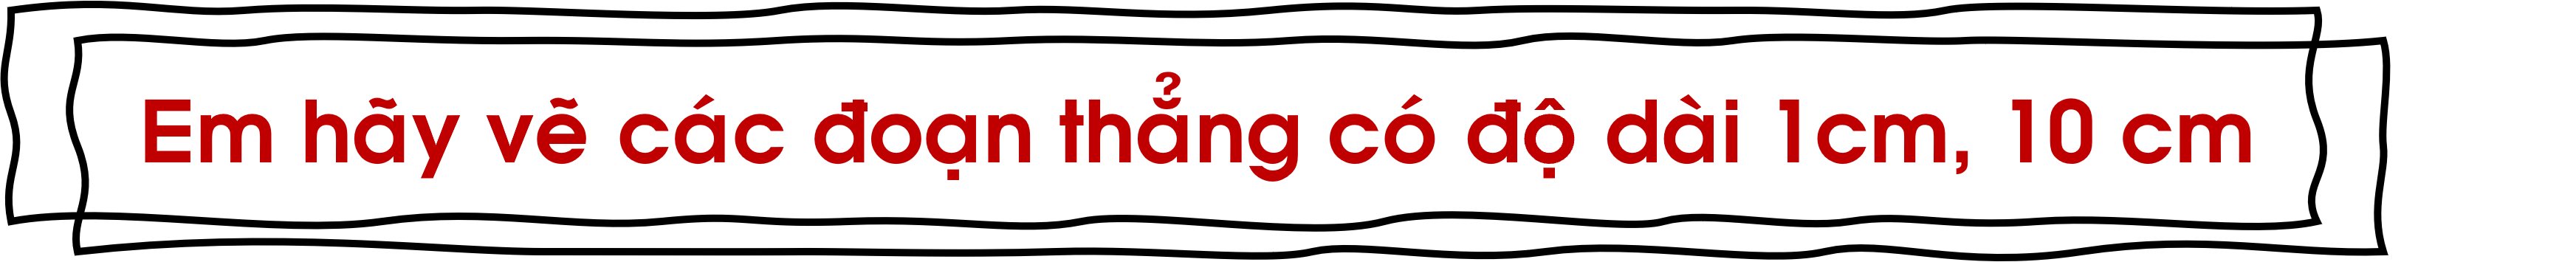 Em hãy vẽ các đoạn thẳng có độ dài 1cm, 10 cm